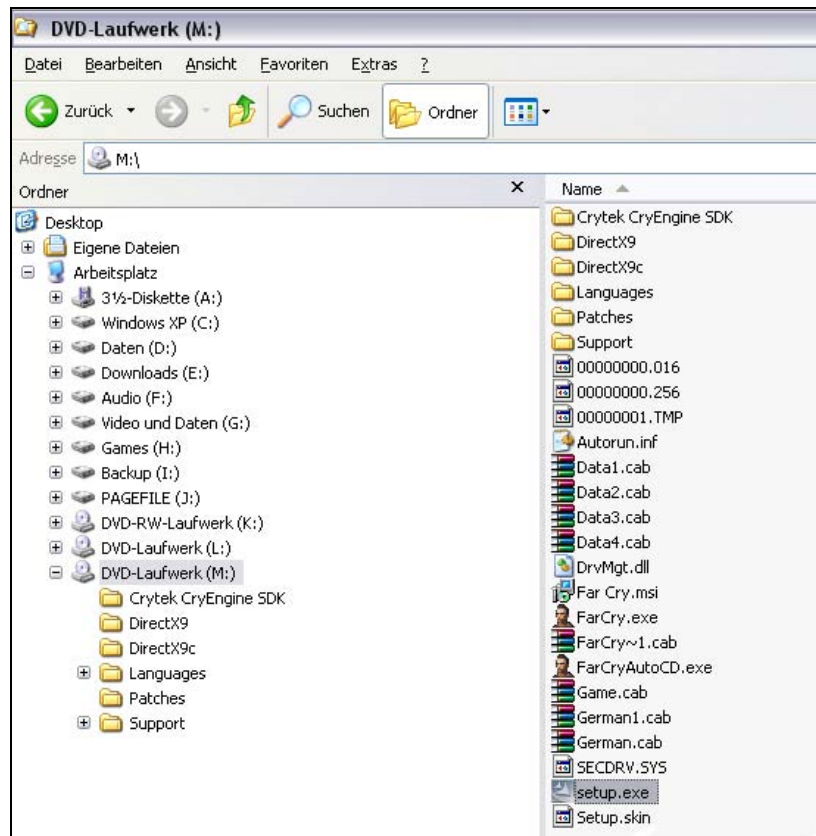 DVD-Laufwerk (M:)
Datei Bearbeiten Ansicht Favoriten Extras ?
Zurück Suchen Ordner
Adresse M:\
Ordner
Desktop
Eigene Dateien
Arbeitsplatz
3½-Diskette (A:)
Windows XP (C:)
Daten (D:)
Downloads (E:)
Audio (F:)
Video und Daten (G:)
Games (H:)
Backup (I:)
PAGEFILE (J:)
DVD-RW-Laufwerk (K:)
DVD-Laufwerk (L:)
DVD-Laufwerk (M:)
Crytek CryEngine SDK
DirectX9
DirectX9c
Languages
Patches
Support
Name
Crytek CryEngine SDK
DirectX9
DirectX9c
Languages
Patches
Support
00000000.016
00000000.256
00000001.TMP
Autorun.inf
Data1.cab
Data2.cab
Data3.cab
Data4.cab
DrvMgt.dll
Far Cry.msi
FarCry.exe
FarCry~1.cab
FarCryAutoCD.exe
Game.cab
German1.cab
German.cab
SECDRV.SYS
setup.exe
Setup.skin